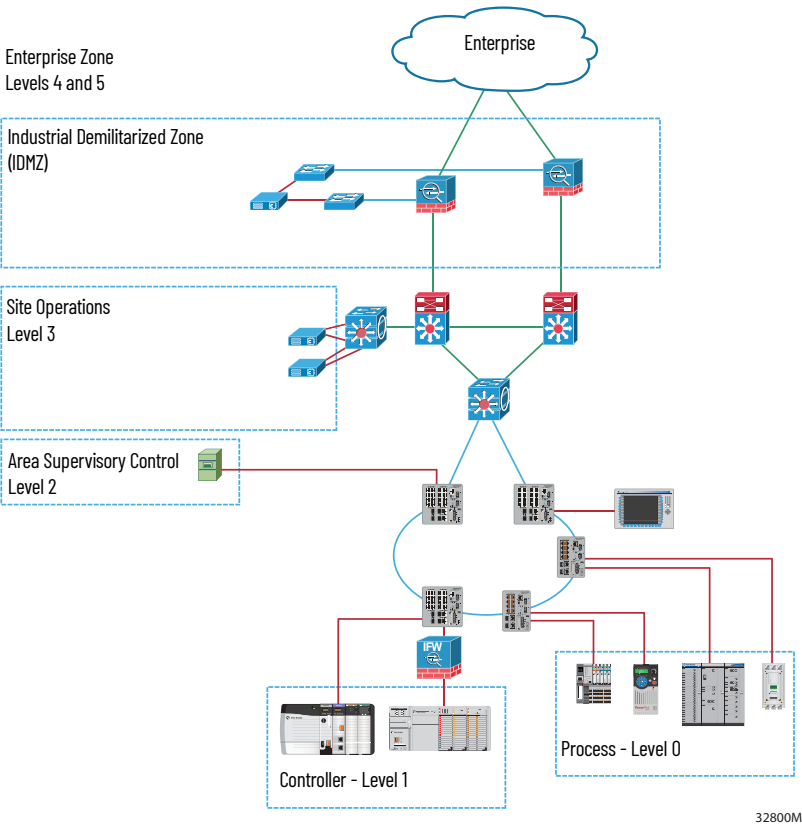 Enterprise
Enterprise Zone
Levels 4 and 5
Industrial Demilitarized Zone
(IDMZ)
Site Operations
Level 3
Area Supervisory Control
Level 2
IFW
Process - Level 0
Controller - Level 1
32800M